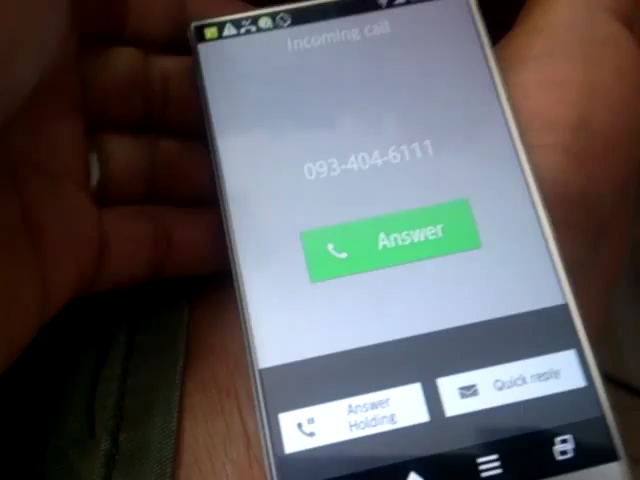 Incoming call
093-404-6111
Answer
Answer
Holding
Quick reply